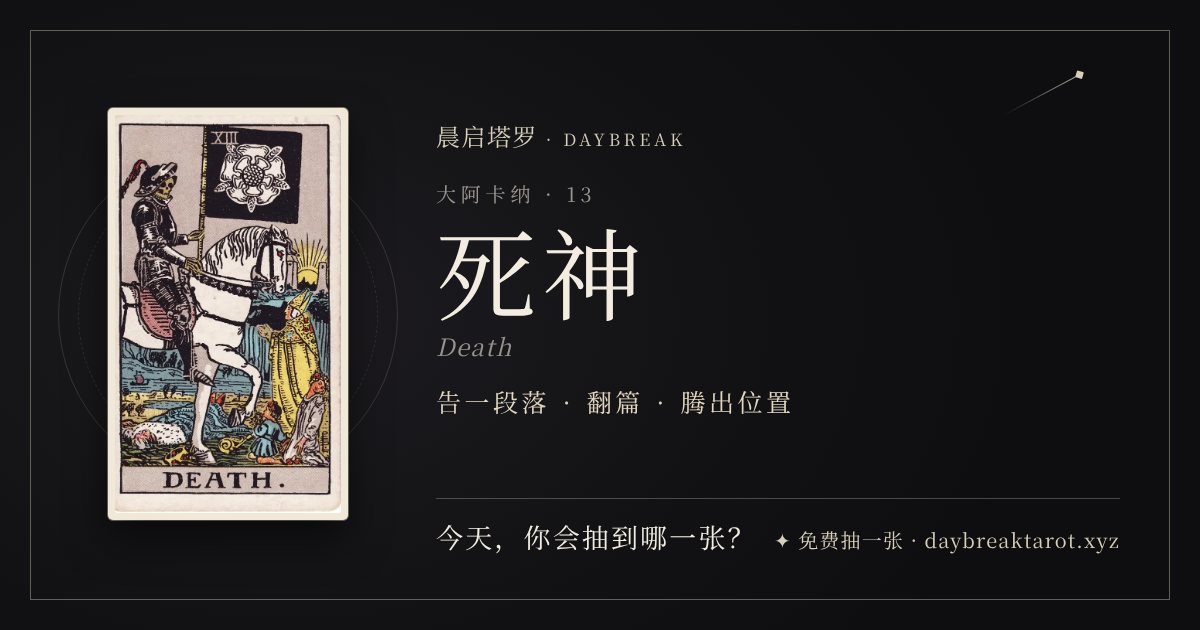 XIII
DEATH.
晨启塔罗 · DAYBREAK
大阿卡纳 · 13
死神
Death
告一段落 · 翻篇 · 腾出位置
今天，你会抽到哪一张？
✦ 免费抽一张 · daybreaktarot.xyz